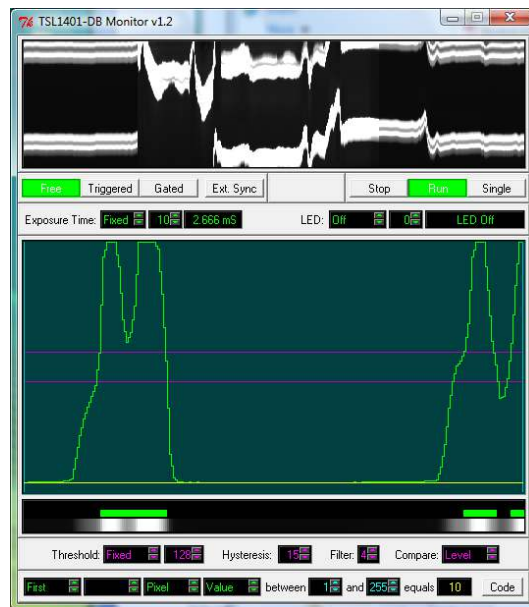 TSL1401-DB Monitor v1.2
Free Triggered Gated Ext. Sync Stop Run Single
Exposure Time: Fixed 10 2.666 mS LED: Off 0 LED Off
Threshold: Fixed 128 Hysteresis: 15 Filter: 4 Compare: Level
First Pixel Value between 1 and 255 equals 10 Code